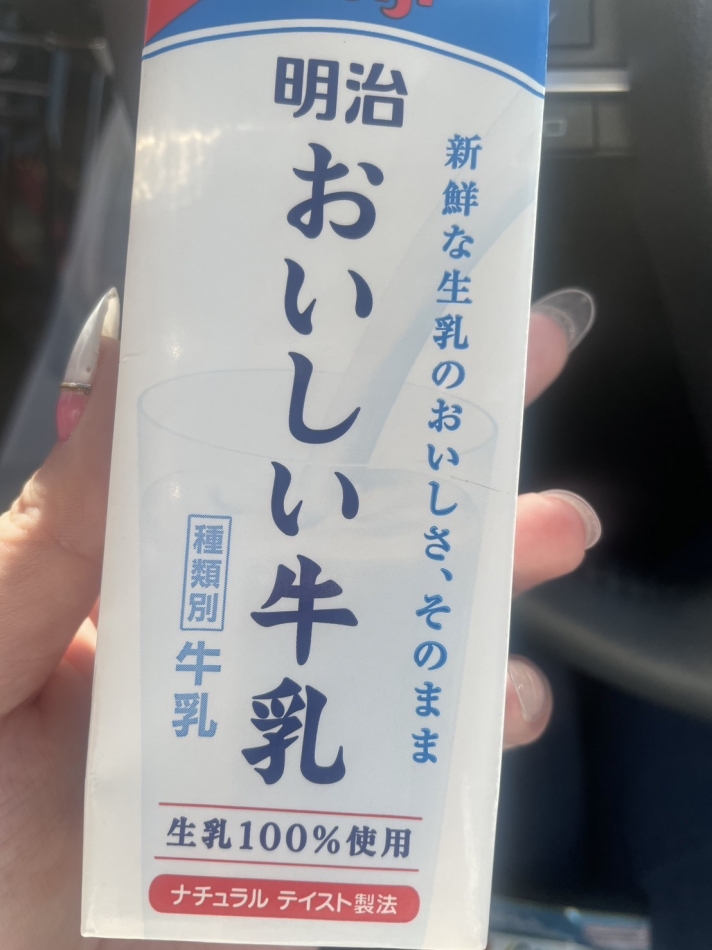 明治
おいしい牛乳
新鮮な生乳のおいしさ、そのまま
種類別
牛乳
生乳100%使用
ナチュラル テイスト製法